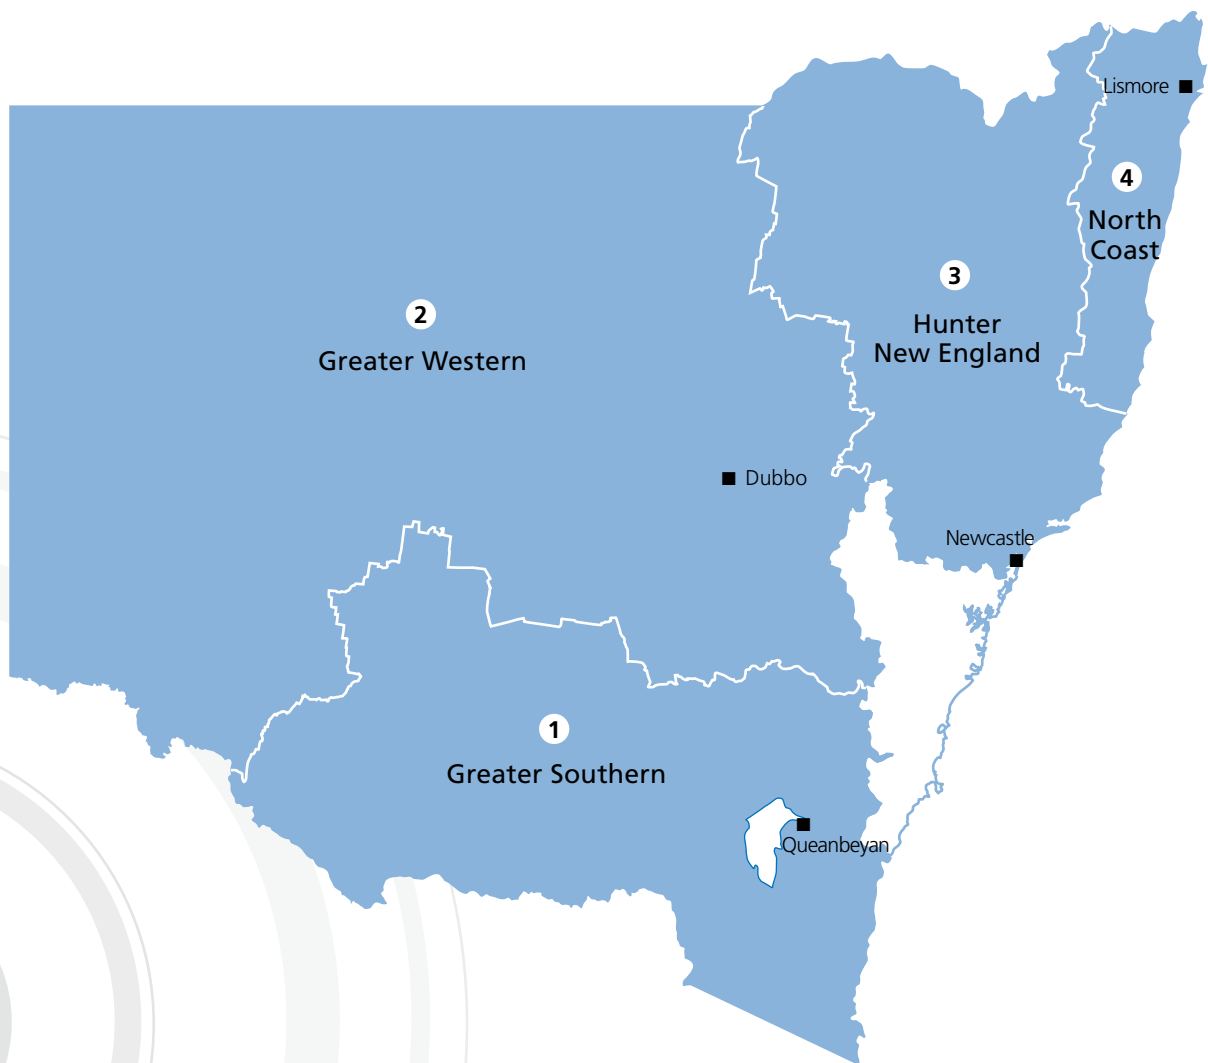 Lismore
4
North
Coast
3
Hunter
New England
2
Greater Western
Dubbo
Newcastle
1
Greater Southern
Queanbeyan